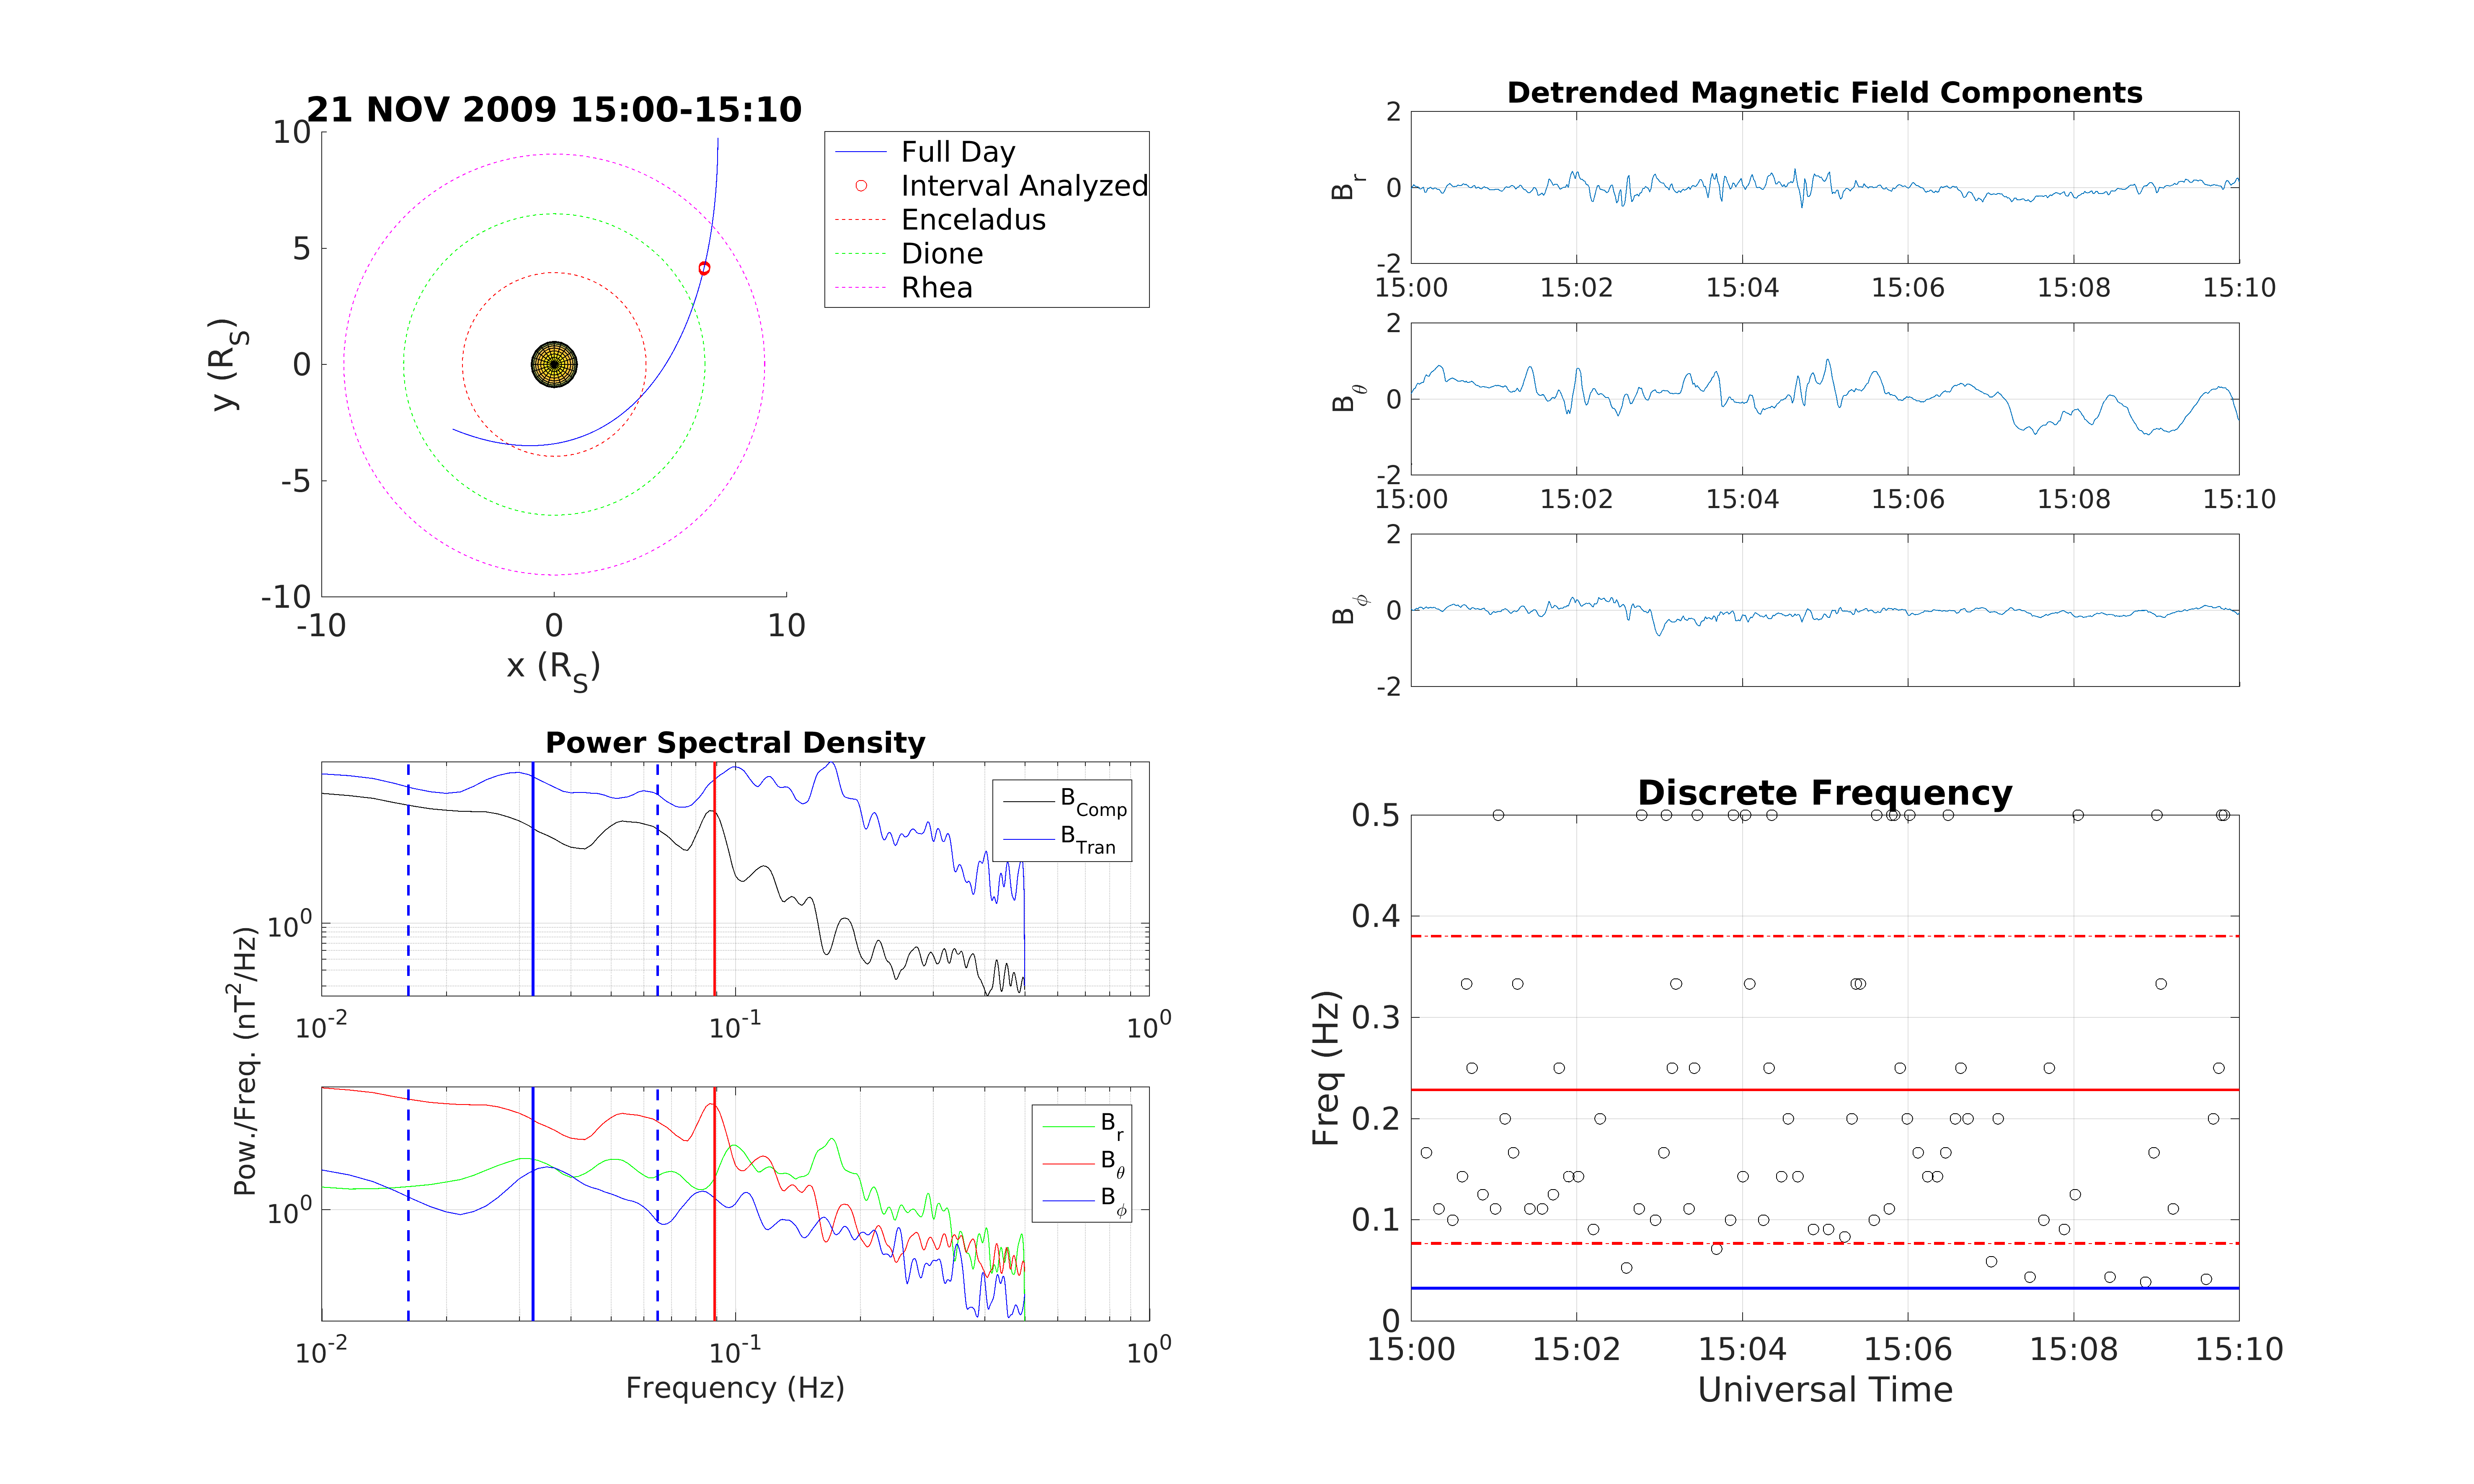 21 NOV 2009 15:00-15:10
10
5
0
-5
-10
-10 0 10
y (R_S)
x (R_S)
Full Day
Interval Analyzed
Enceladus
Dione
Rhea
Detrended Magnetic Field Components
2
0
-2
B_r
15:00 15:02 15:04 15:06 15:08 15:10
2
0
-2
B_θ
15:00 15:02 15:04 15:06 15:08 15:10
2
0
-2
B_ϕ
Power Spectral Density
10^0
B_Comp
B_Tran
10^-2 10^-1 10^0
Pow./Freq. (nT^2/Hz)
10^0
B_r
B_θ
B_ϕ
10^-2 10^-1 10^0
Frequency (Hz)
Discrete Frequency
0.5
0.4
0.3
0.2
0.1
0
Freq (Hz)
15:00 15:02 15:04 15:06 15:08 15:10
Universal Time